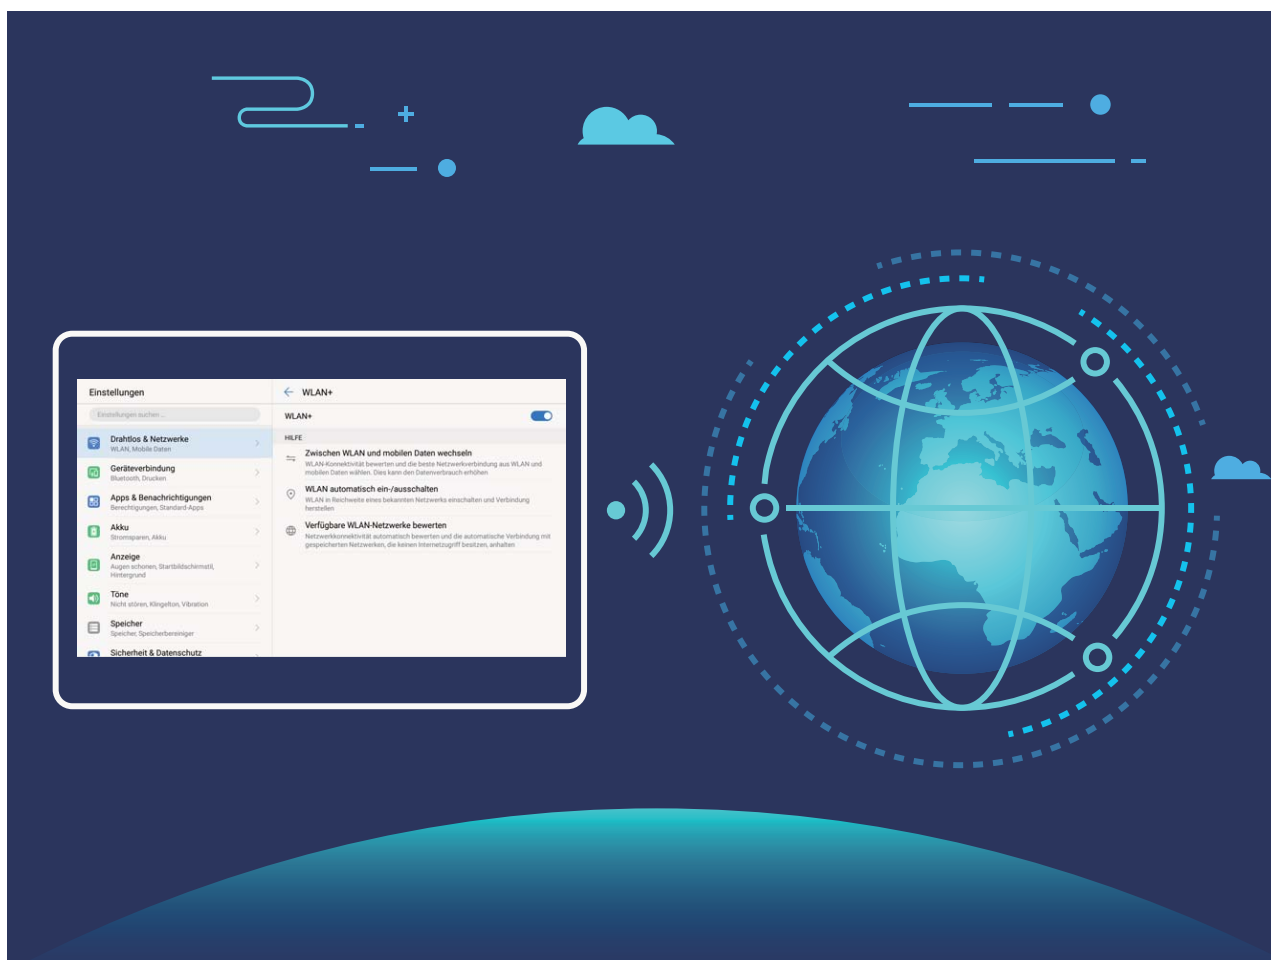 Einstellungen
Einstellungen suchen ...
Drahtlos & Netzwerke
WLAN, Mobile Daten
Geräteverbindung
Bluetooth, Drucken
Apps & Benachrichtigungen
Berechtigungen, Standard-Apps
Akku
Stromsparen, Akku
Anzeige
Augen schonen, Startbildschirmstil,
Hintergrund
Töne
Nicht stören, Klingelton, Vibration
Speicher
Speicher, Speicherbereiniger
Sicherheit & Datenschutz
WLAN+
WLAN+
HILFE
Zwischen WLAN und mobilen Daten wechseln
WLAN-Konnektivität bewerten und die beste Netzwerkverbindung aus WLAN und
mobilen Daten wählen. Dies kann den Datenverbrauch erhöhen
WLAN automatisch ein-/ausschalten
WLAN in Reichweite eines bekannten Netzwerks einschalten und Verbindung
herstellen
Verfügbare WLAN-Netzwerke bewerten
Netzwerkkonnektivität automatisch bewerten und die automatische Verbindung mit
gespeicherten Netzwerken, die keinen Internetzugriff besitzen, anhalten